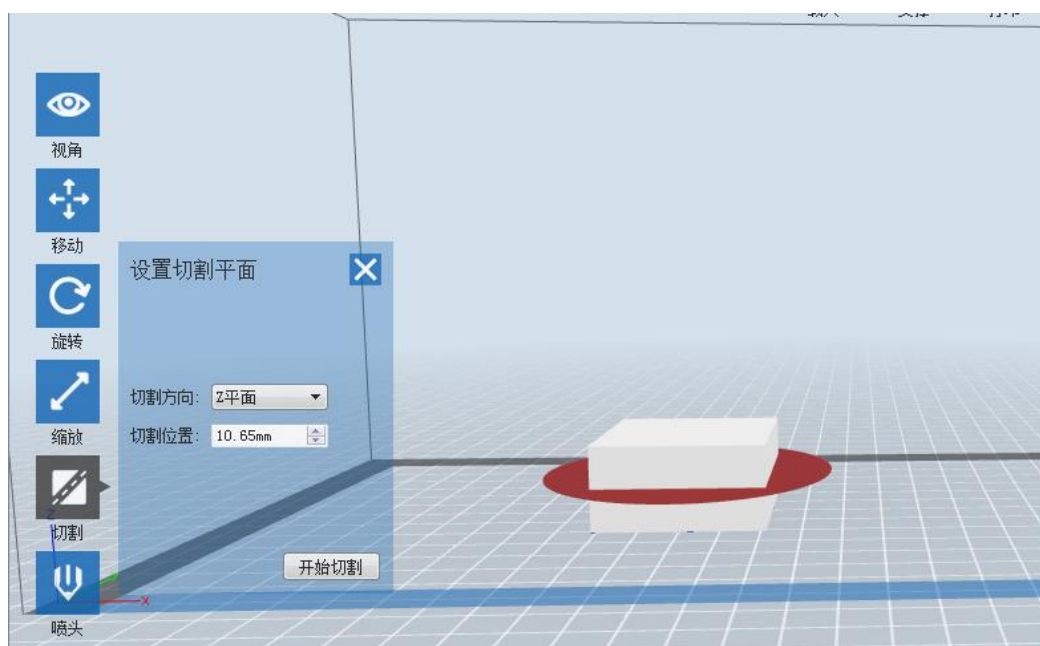 视角
移动
旋转
缩放
切割
喷头
设置切割平面
切割方向: Z平面
切割位置: 10.65mm
开始切割
Z
X